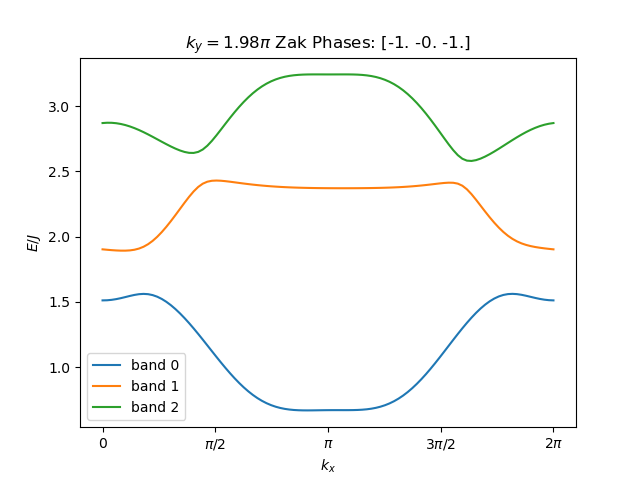 k_y = 1.98π Zak Phases: [-1. -0. -1.]
E/J
3.0
2.5
2.0
1.5
1.0
band 0
band 1
band 2
0
π/2
π
3π/2
2π
k_x